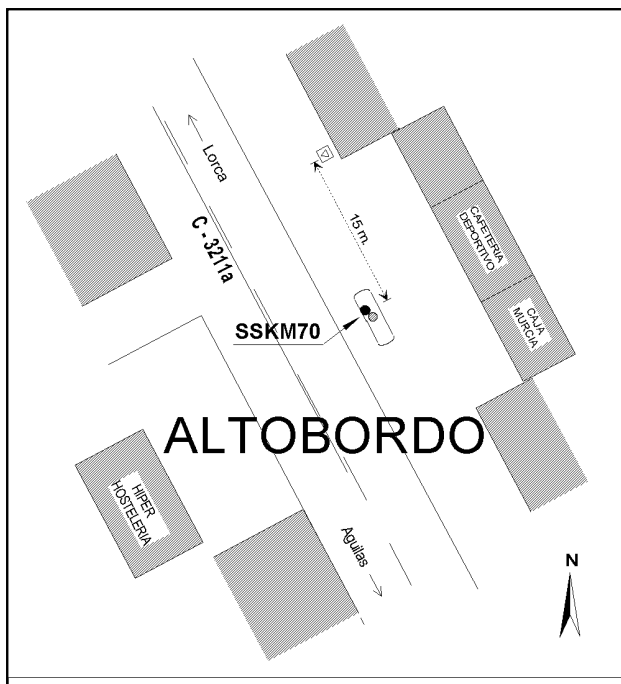 Lorca
C - 3211a
15 m.
CAFETERIA
DEPORTIVO
CAJA
MURCIA
SSKM70
ALTOBORDO
HIPER
HOSTELERIA
Aguilas
N